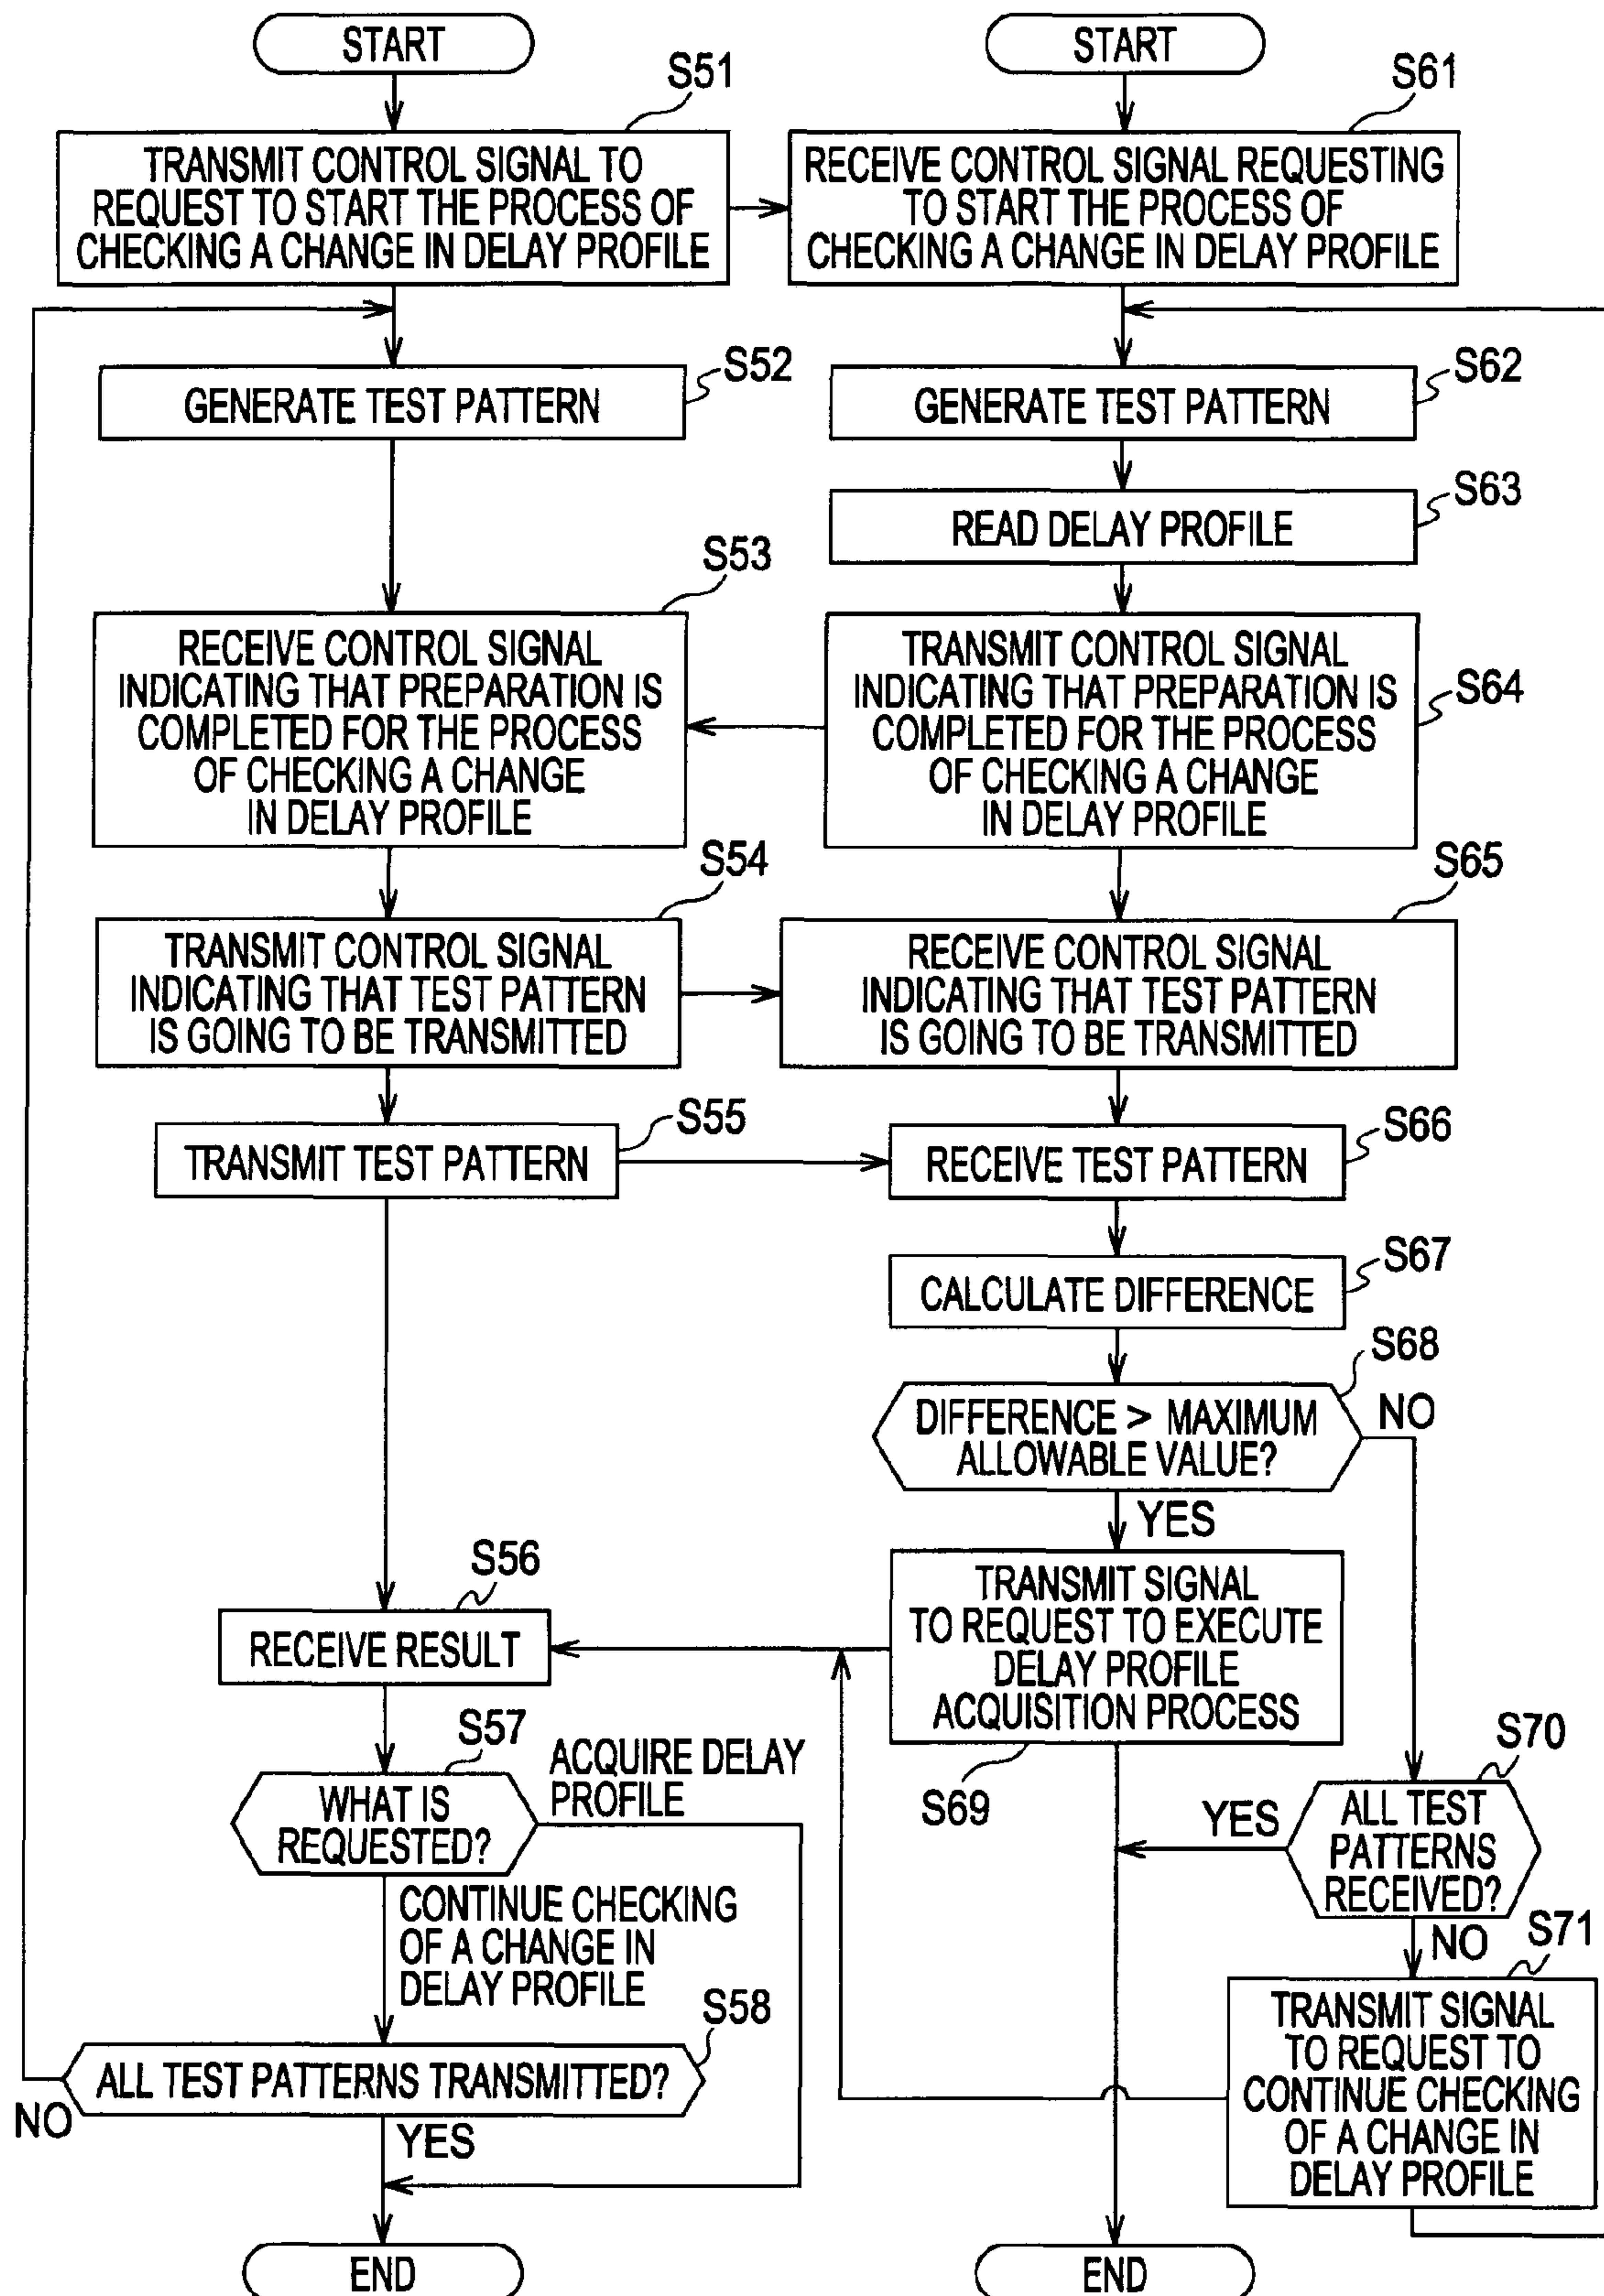 START
S51
TRANSMIT CONTROL SIGNAL TO
REQUEST TO START THE PROCESS OF
CHECKING A CHANGE IN DELAY PROFILE
S52
GENERATE TEST PATTERN
S53
RECEIVE CONTROL SIGNAL
INDICATING THAT PREPARATION IS
COMPLETED FOR THE PROCESS
OF CHECKING A CHANGE
IN DELAY PROFILE
S54
TRANSMIT CONTROL SIGNAL
INDICATING THAT TEST PATTERN
IS GOING TO BE TRANSMITTED
S55
TRANSMIT TEST PATTERN
S56
RECEIVE RESULT
S57
WHAT IS
REQUESTED?
ACQUIRE DELAY
PROFILE
CONTINUE CHECKING
OF A CHANGE IN
DELAY PROFILE
S58
ALL TEST PATTERNS TRANSMITTED?
NO
YES
END
START
S61
RECEIVE CONTROL SIGNAL REQUESTING
TO START THE PROCESS OF
CHECKING A CHANGE IN DELAY PROFILE
S62
GENERATE TEST PATTERN
S63
READ DELAY PROFILE
S64
TRANSMIT CONTROL SIGNAL
INDICATING THAT PREPARATION IS
COMPLETED FOR THE PROCESS
OF CHECKING A CHANGE
IN DELAY PROFILE
S65
RECEIVE CONTROL SIGNAL
INDICATING THAT TEST PATTERN
IS GOING TO BE TRANSMITTED
S66
RECEIVE TEST PATTERN
S67
CALCULATE DIFFERENCE
S68
DIFFERENCE > MAXIMUM
ALLOWABLE VALUE?
NO
YES
TRANSMIT SIGNAL
TO REQUEST TO EXECUTE
DELAY PROFILE
ACQUISITION PROCESS
S69
S70
ALL TEST
PATTERNS
RECEIVED?
YES
NO
S71
TRANSMIT SIGNAL
TO REQUEST TO
CONTINUE CHECKING
OF A CHANGE IN
DELAY PROFILE
END